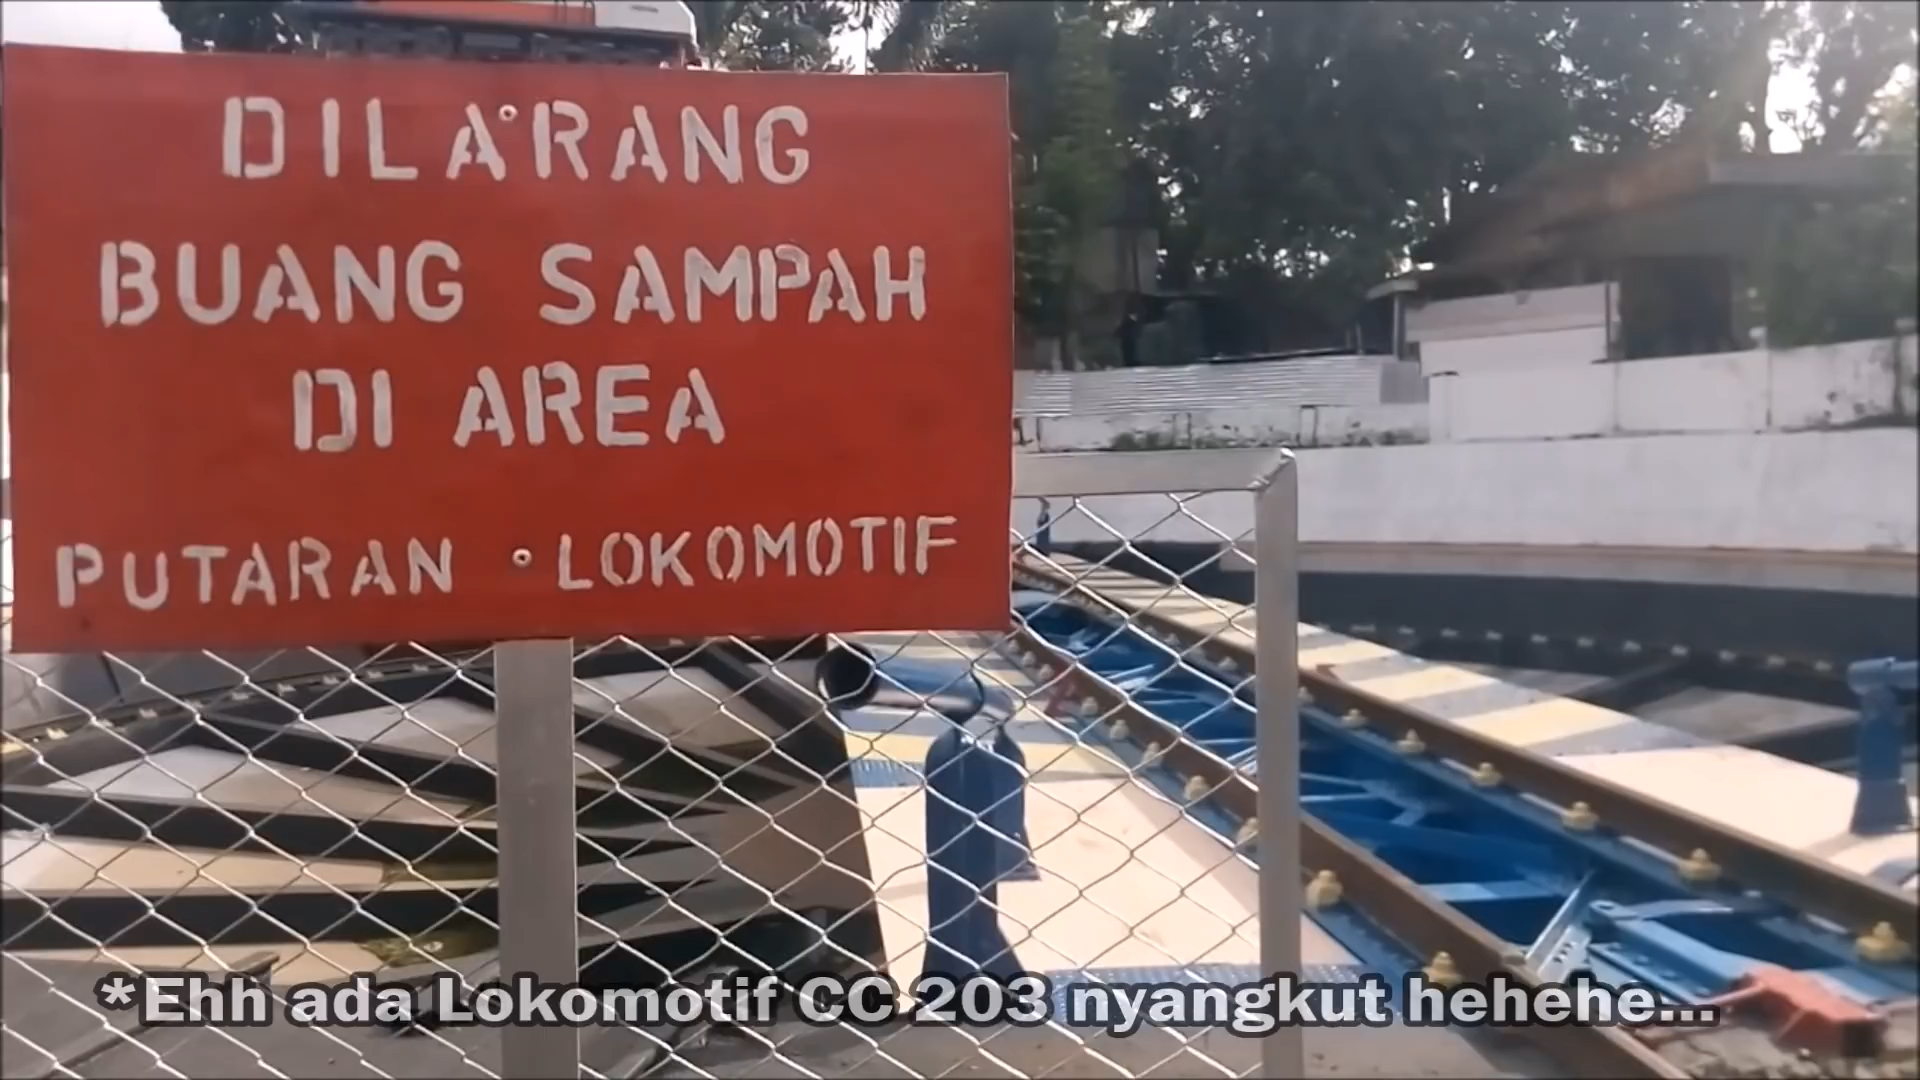 DILARANG
BUANG SAMPAH
DI AREA
PUTARAN LOKOMOTIF
*Ehh ada Lokomotif CC 203 nyangkut hehehe...